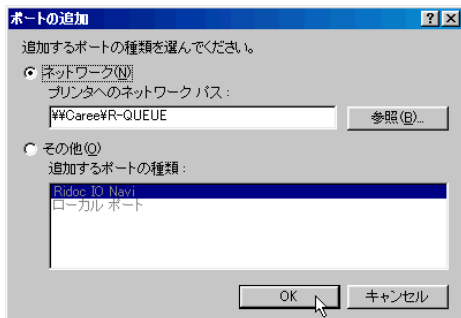 ポートの追加
追加するポートの種類を選んでください。
ネットワーク(N)
プリンタへのネットワーク パス:
¥¥Caree¥R-QUEUE
参照(B)...
その他(O)
追加するポートの種類:
Ridoc IO Navi
ローカル ポート
OK
キャンセル